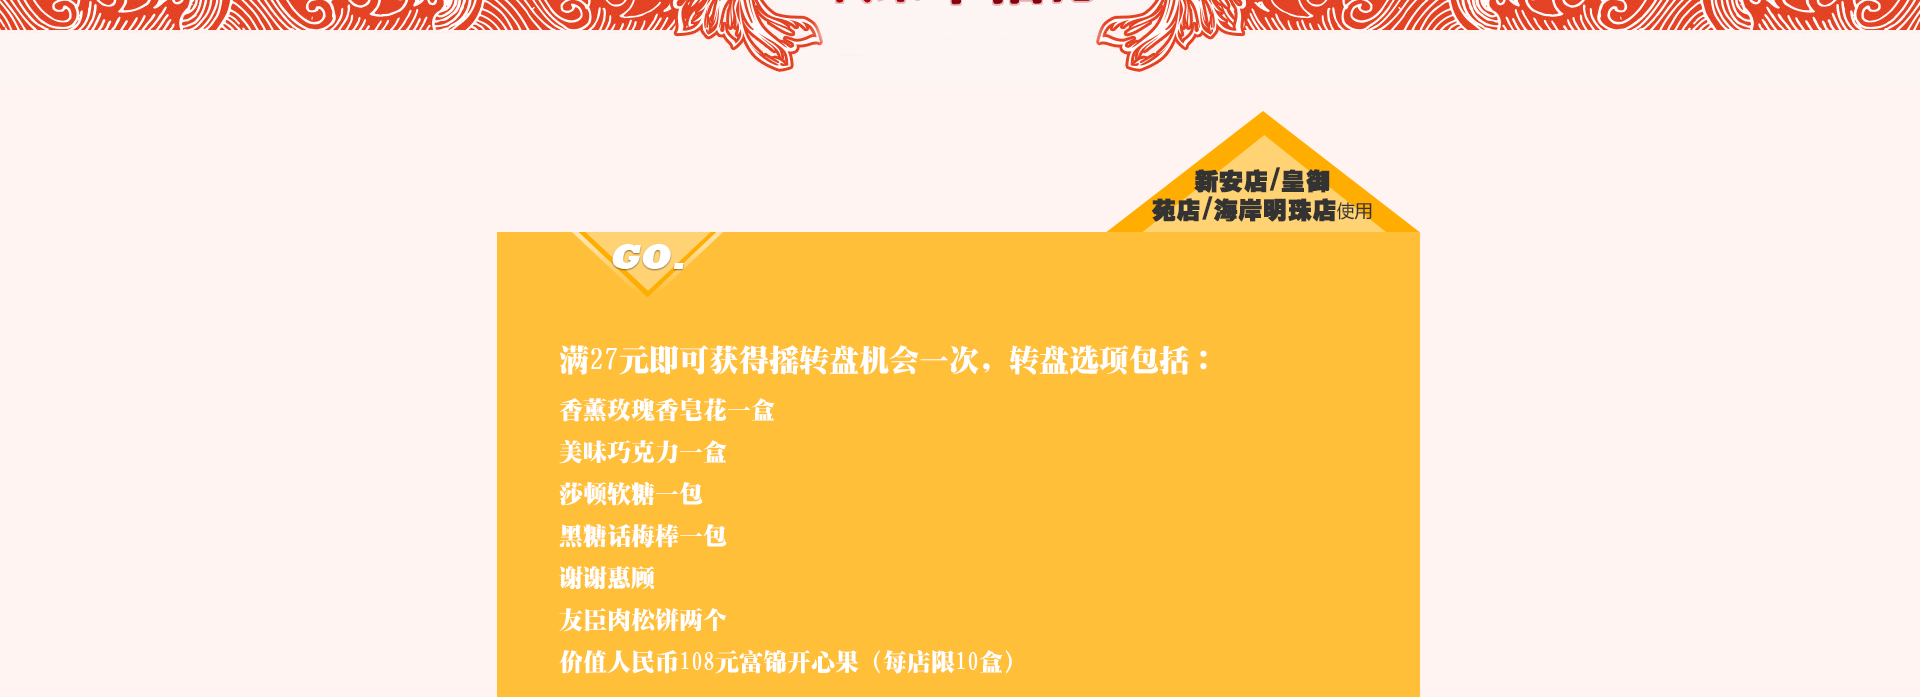 新安店/皇御
苑店/海岸明珠店使用
GO.
满27元即可获得摇转盘机会一次，转盘选项包括：
香薰玫瑰香皂花一盒
美味巧克力一盒
莎顿软糖一包
黑糖话梅棒一包
谢谢惠顾
友臣肉松饼两个
价值人民币108元富锦开心果（每店限10盒）